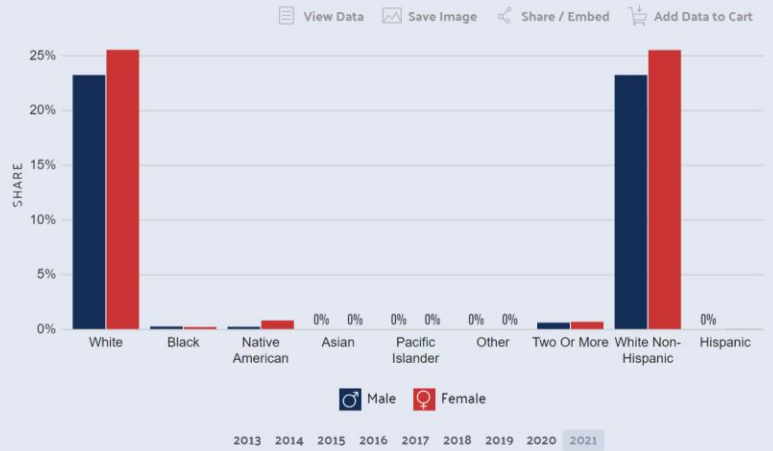 View Data Save Image Share / Embed Add Data to Cart
25%
20%
15%
10%
5%
0%
SHARE
0% 0% 0% 0% 0% 0% 0%
White Black Native American Asian Pacific Islander Other Two Or More White Non-Hispanic Hispanic
Male Female
2013 2014 2015 2016 2017 2018 2019 2020 2021